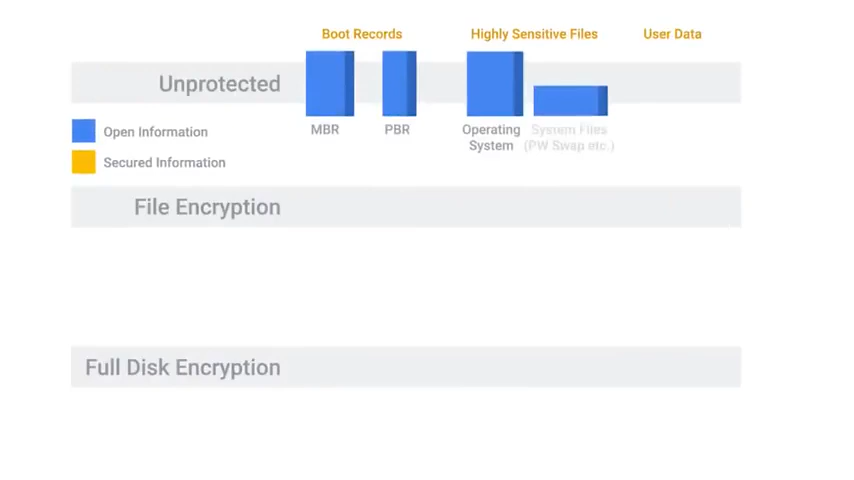 Boot Records Highly Sensitive Files User Data
Unprotected
Open Information
MBR PBR Operating System Files
System (PW Swap etc.)
Secured Information
File Encryption
Full Disk Encryption